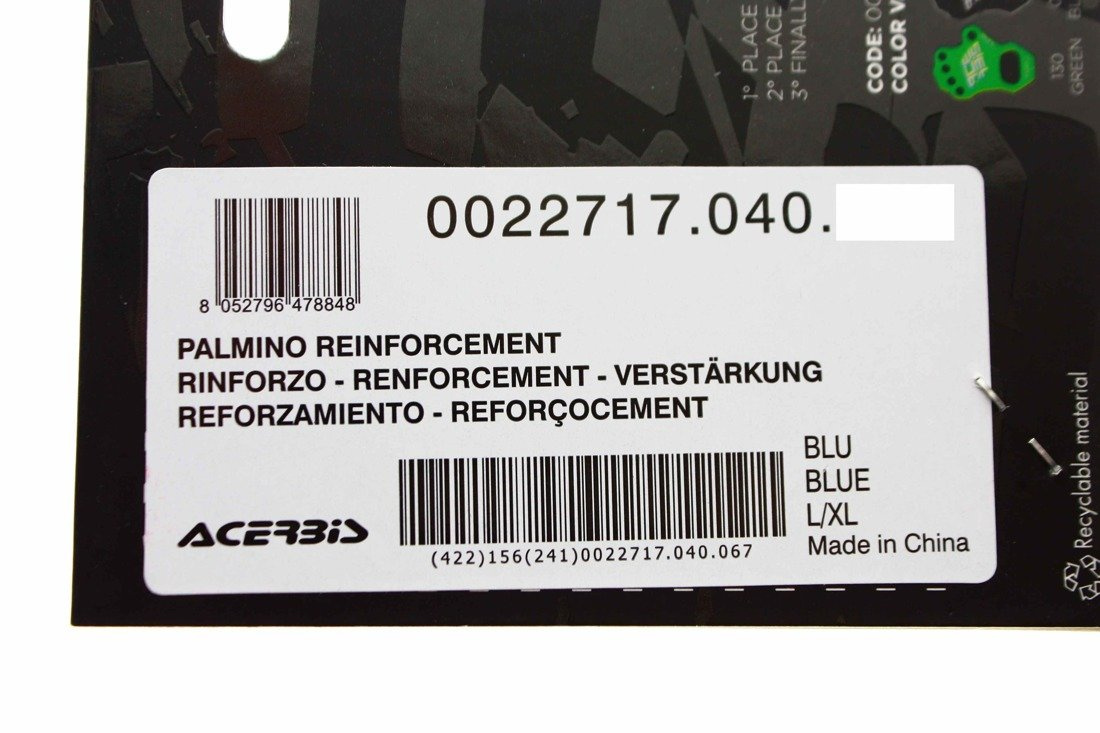 1° PLACE
2° PLACE
3° FINALL
CODE: 00
COLOR V
130
GREEN
0022717.040.
8 052796 478848
PALMINO REINFORCEMENT
RINFORZO - RENFORCEMENT - VERSTÄRKUNG
REFORZAMIENTO - REFORÇOCEMENT
BLU
BLUE
L/XL
Made in China
ACERBIS
(422)156(241)0022717.040.067
Recyclable material